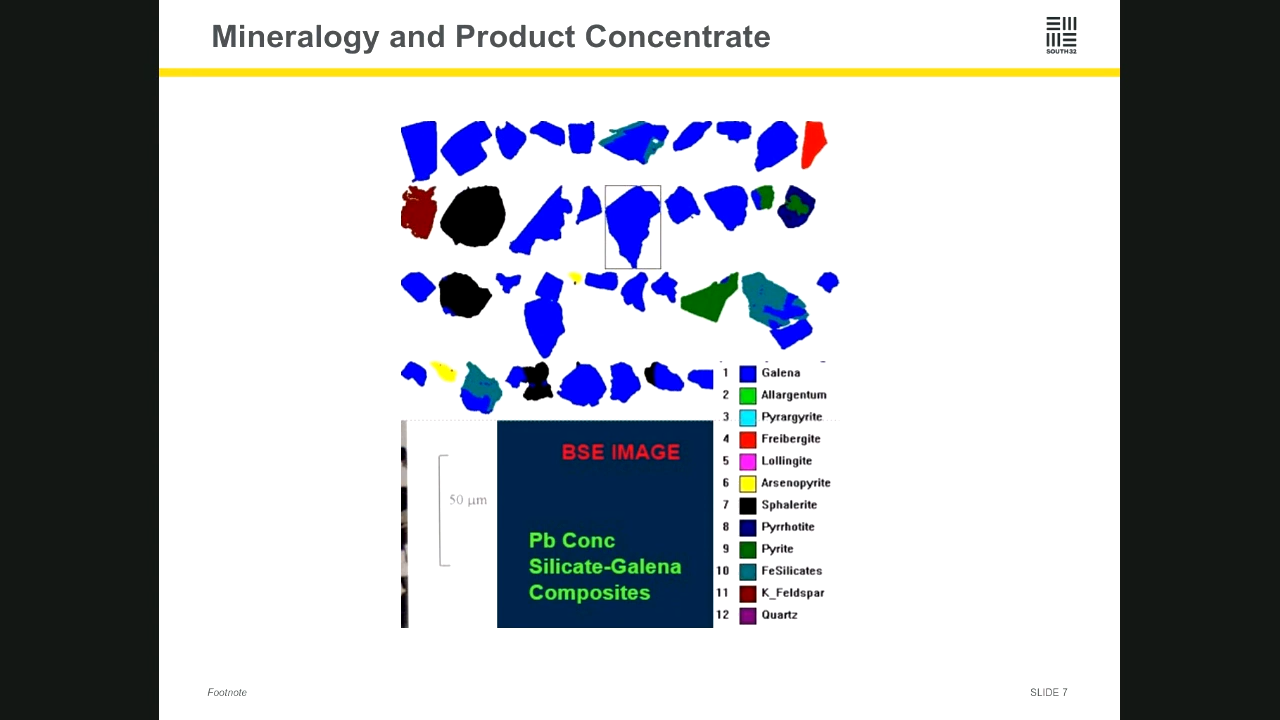 Mineralogy and Product Concentrate
SOUTH32
1 Galena
2 Allargentum
3 Pyrargyrite
4 Freibergite
5 Lollingite
6 Arsenopyrite
7 Sphalerite
8 Pyrrhotite
9 Pyrite
10 FeSilicates
11 K_Feldspar
12 Quartz
BSE IMAGE
50 µm
Pb Conc
Silicate-Galena
Composites
Footnote
SLIDE 7